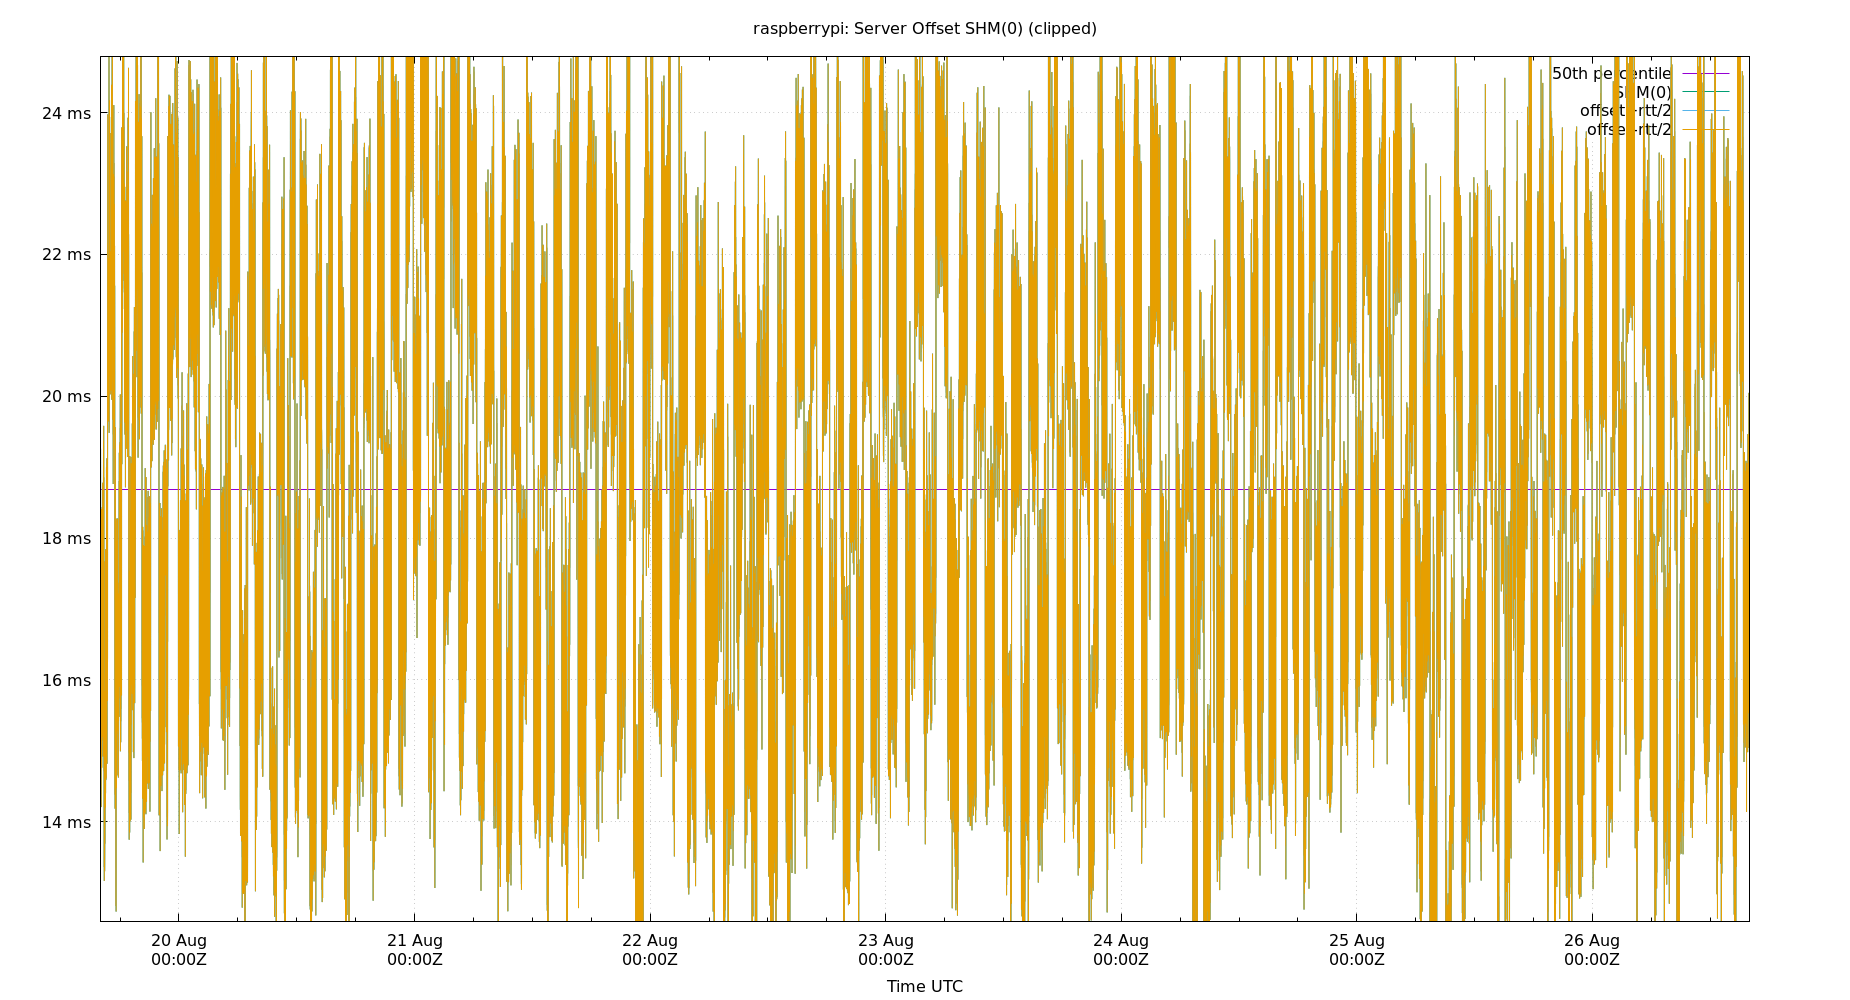 raspberrypi: Server Offset SHM(0) (clipped)
50th percentile
SHM(0)
offset+rtt/2
offset-rtt/2
24 ms
22 ms
20 ms
18 ms
16 ms
14 ms
20 Aug 21 Aug 22 Aug 23 Aug 24 Aug 25 Aug 26 Aug
00:00Z 00:00Z 00:00Z 00:00Z 00:00Z 00:00Z 00:00Z
Time UTC